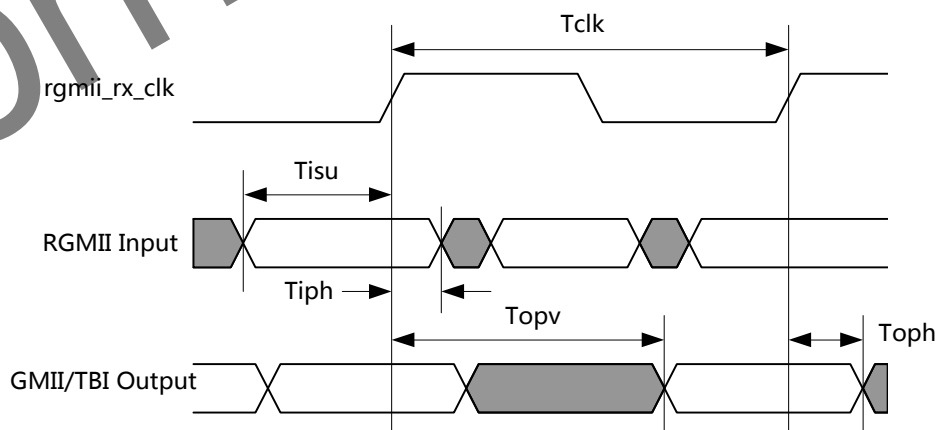 Tclk
rgmii_rx_clk
Tisu
RGMII Input
Tiph
Topv
Toph
GMII/TBI Output